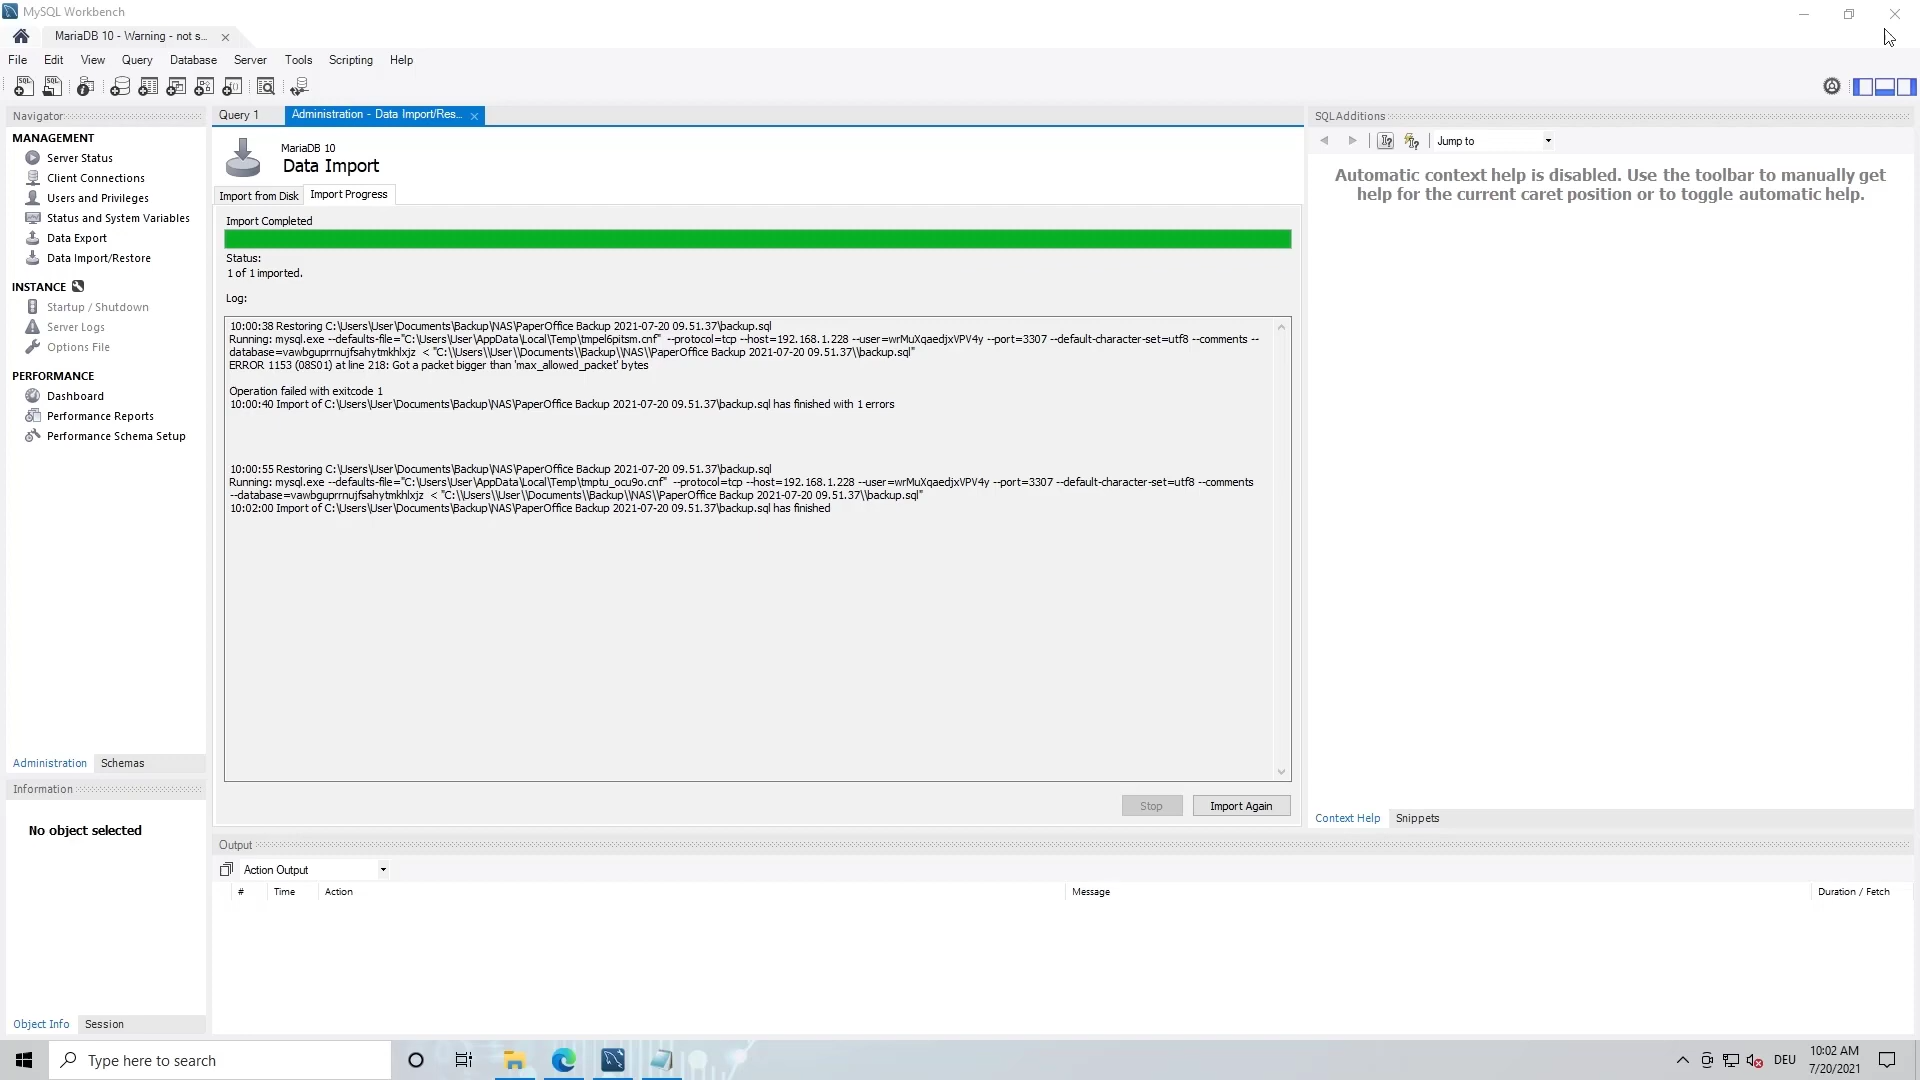 MySQL Workbench
MariaDB 10 - Warning - not s...
File Edit View Query Database Server Tools Scripting Help
Navigator
MANAGEMENT
Server Status
Client Connections
Users and Privileges
Status and System Variables
Data Export
Data Import/Restore
INSTANCE
Startup / Shutdown
Server Logs
Options File
PERFORMANCE
Dashboard
Performance Reports
Performance Schema Setup
Administration Schemas
Information
No object selected
Object Info Session
Query 1 Administration - Data Import/Res...
MariaDB 10
Data Import
Import from Disk Import Progress
Import Completed
Status:
1 of 1 imported.
Log:
10:00:38 Restoring C:\Users\User\Documents\Backup\NAS\PaperOffice Backup 2021-07-20 09.51.37\backup.sql
Running: mysql.exe --defaults-file="C:\Users\User\AppData\Local\Temp\tmpel6pitsm.cnf" --protocol=tcp --host=192.168.1.228 --user=wrMuXqaedjxVPV4y --port=3307 --default-character-set=utf8 --comments --
database=vawbguprrnujfsahytmkhlxjz < "C:\\Users\\User\\Documents\\Backup\\NAS\\PaperOffice Backup 2021-07-20 09.51.37\\backup.sql"
ERROR 1153 (08S01) at line 218: Got a packet bigger than 'max_allowed_packet' bytes
Operation failed with exitcode 1
10:00:40 Import of C:\Users\User\Documents\Backup\NAS\PaperOffice Backup 2021-07-20 09.51.37\backup.sql has finished with 1 errors
10:00:55 Restoring C:\Users\User\Documents\Backup\NAS\PaperOffice Backup 2021-07-20 09.51.37\backup.sql
Running: mysql.exe --defaults-file="C:\Users\User\AppData\Local\Temp\tmptu_ocu9o.cnf" --protocol=tcp --host=192.168.1.228 --user=wrMuXqaedjxVPV4y --port=3307 --default-character-set=utf8 --comments
--database=vawbguprrnujfsahytmkhlxjz < "C:\\Users\\User\\Documents\\Backup\\NAS\\PaperOffice Backup 2021-07-20 09.51.37\\backup.sql"
10:02:00 Import of C:\Users\User\Documents\Backup\NAS\PaperOffice Backup 2021-07-20 09.51.37\backup.sql has finished
Stop Import Again
SQLAdditions
Jump to
Automatic context help is disabled. Use the toolbar to manually get
help for the current caret position or to toggle automatic help.
Context Help Snippets
Output
Action Output
# Time Action Message Duration / Fetch
Type here to search
DEU
10:02 AM
7/20/2021